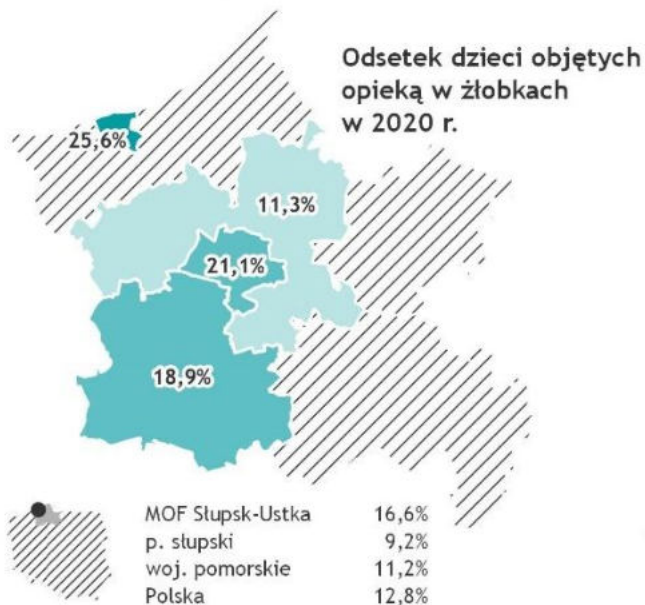 Odsetek dzieci objętych
opieką w żłobkach
w 2020 r.
25,6%
11,3%
21,1%
18,9%
MOF Słupsk-Ustka 16,6%
p. słupski 9,2%
woj. pomorskie 11,2%
Polska 12,8%